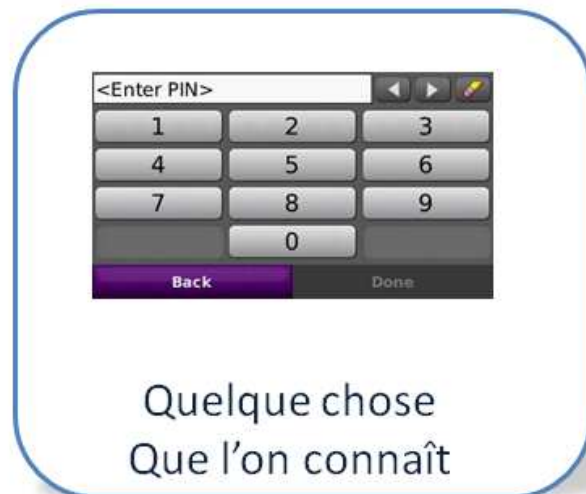 <Enter PIN>
1 2 3
4 5 6
7 8 9
0
Back Done
Quelque chose
Que l'on connaît